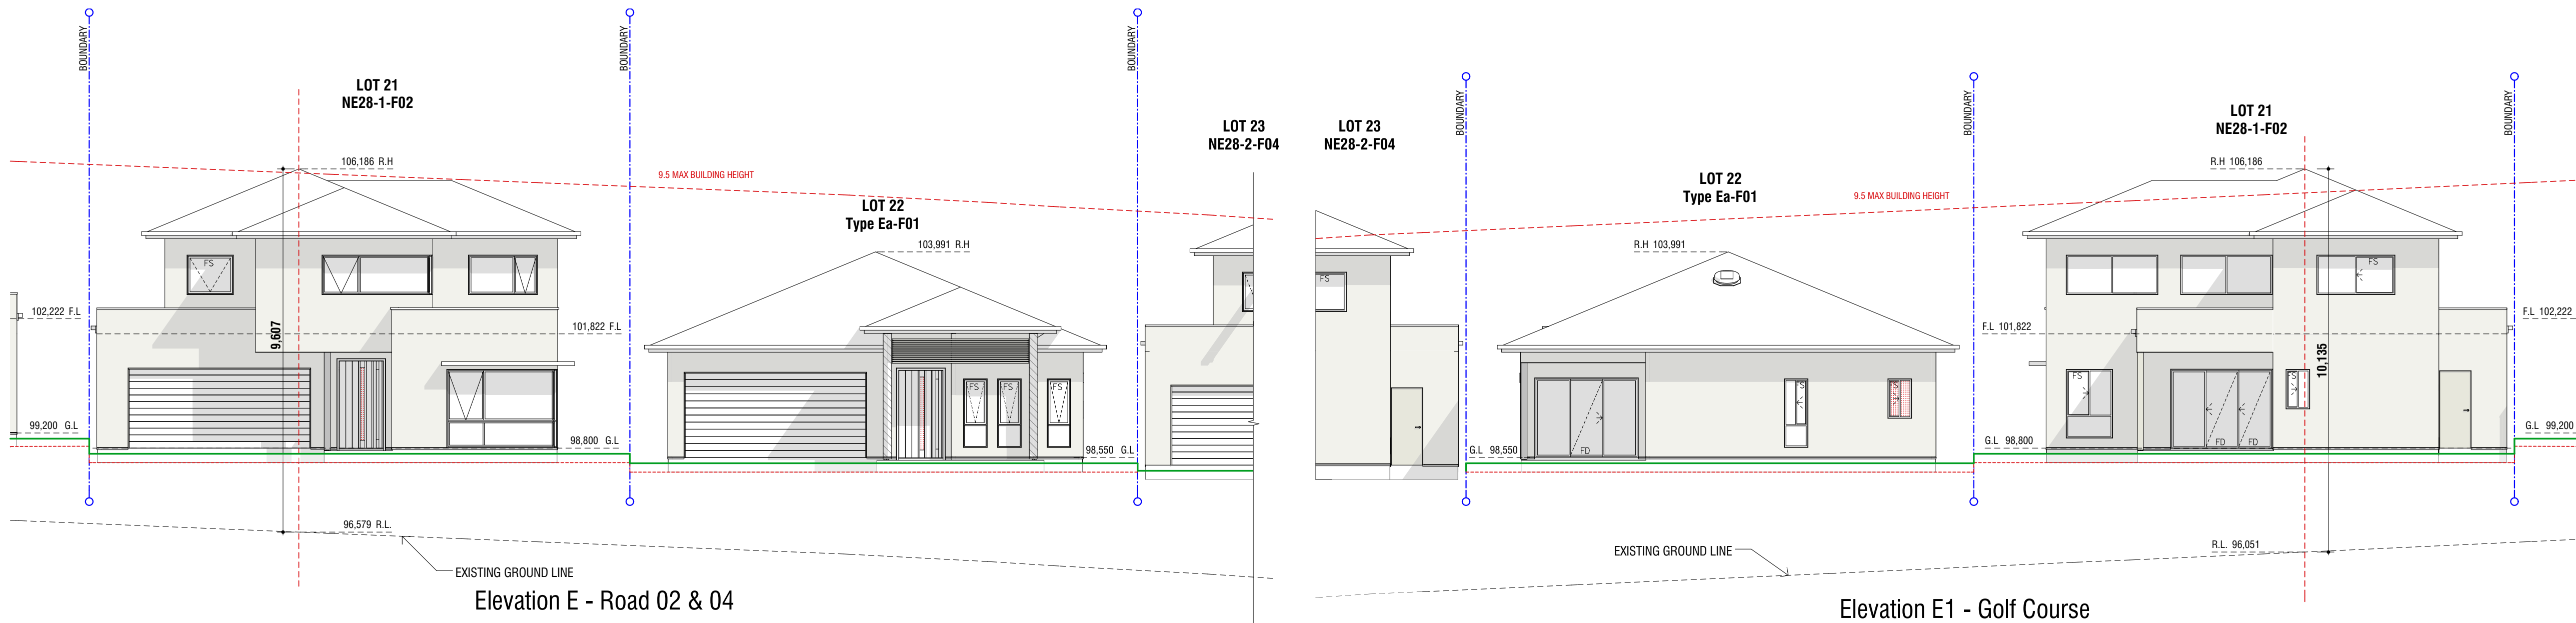 BOUNDARY
LOT 21
NE28-1-F02
BOUNDARY
BOUNDARY
106,186 R.H
9.5 MAX BUILDING HEIGHT
LOT 22
Type Ea-F01
103,991 R.H
LOT 23
NE28-2-F04
FS
102,222 F.L
101,822 F.L
9,607
FS
FS
FS
99,200 G.L
98,800 G.L
98,550 G.L
96,579 R.L.
EXISTING GROUND LINE
Elevation E - Road 02 & 04
LOT 23
NE28-2-F04
BOUNDARY
LOT 22
Type Ea-F01
9.5 MAX BUILDING HEIGHT
BOUNDARY
LOT 21
NE28-1-F02
BOUNDARY
R.H 106,186
R.H 103,991
FS
FS
F.L 101,822
F.L 102,222
10,135
FS
S
S
S
FD
FD
FD
G.L 98,550
G.L 98,800
G.L 99,200
R.L. 96,051
EXISTING GROUND LINE
Elevation E1 - Golf Course